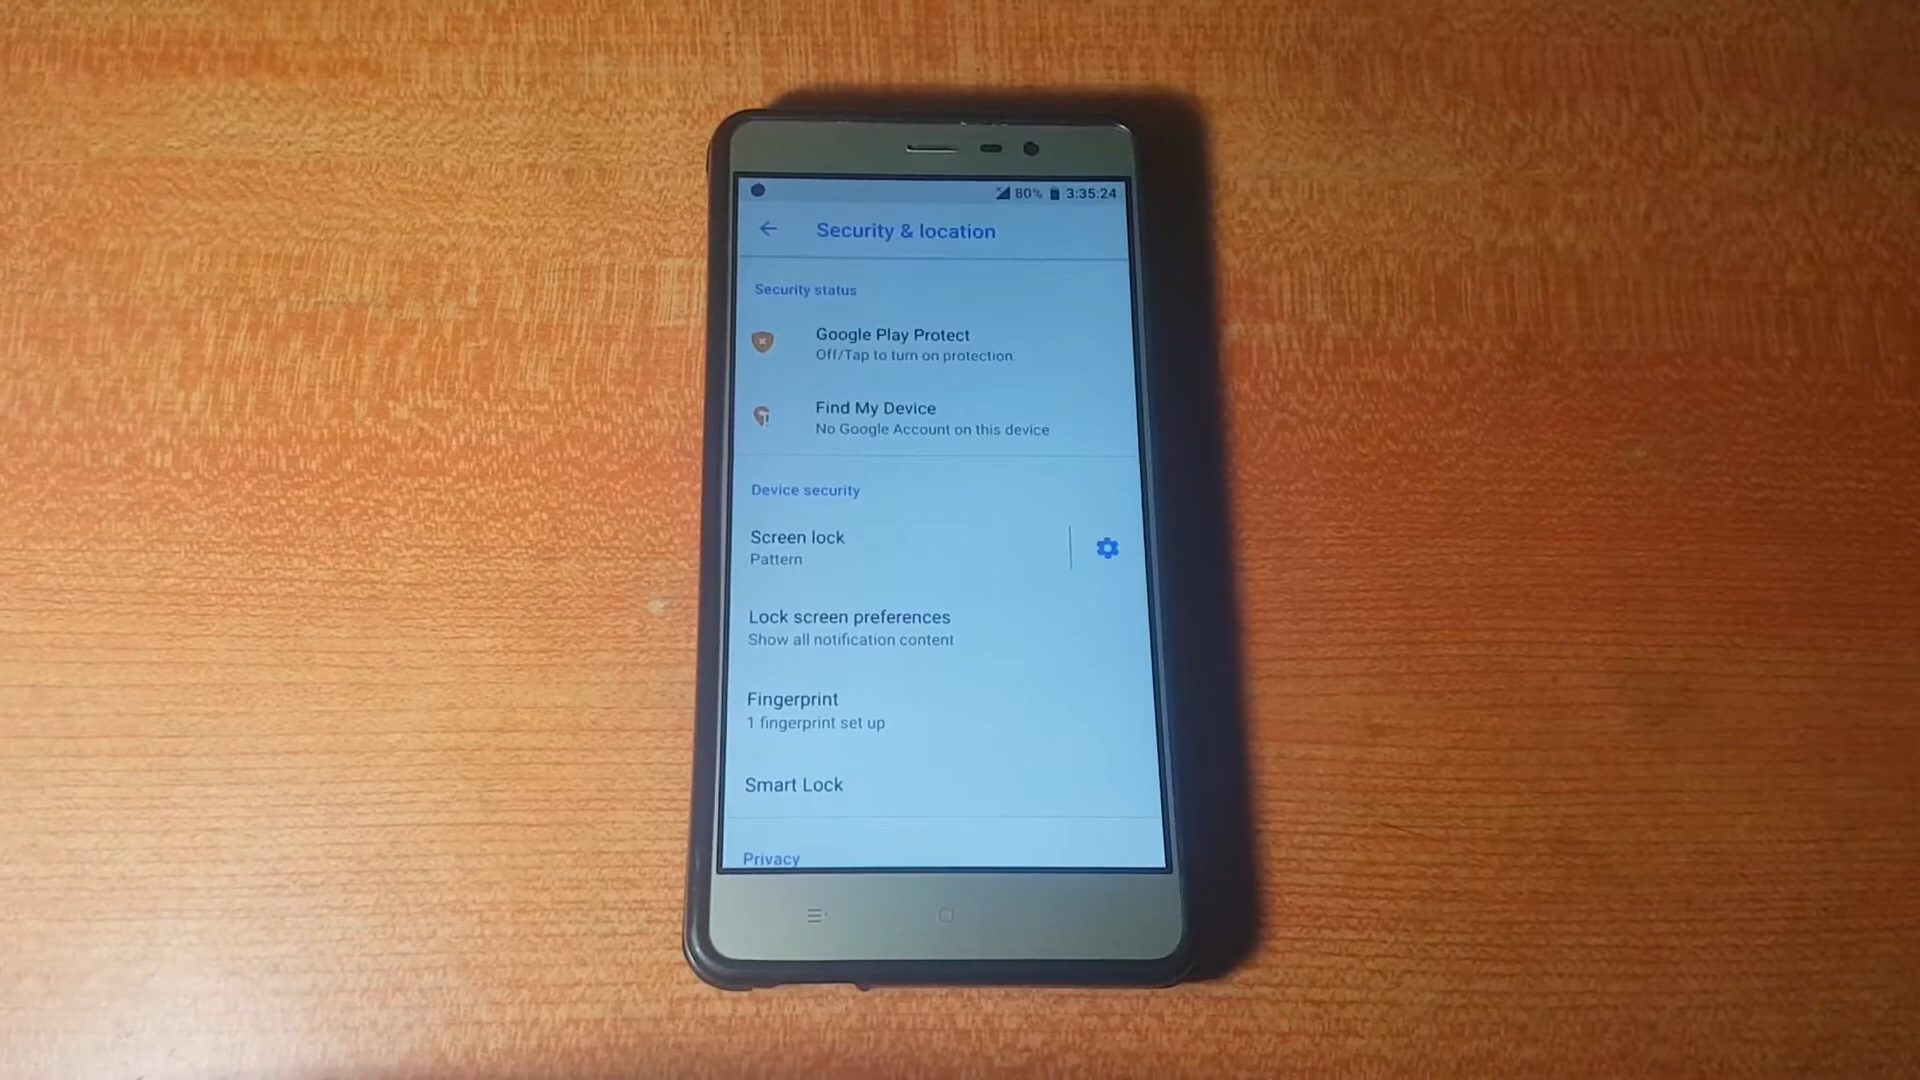 80% 3:35:24
Security & location
Security status
Google Play Protect
Off/Tap to turn on protection
Find My Device
No Google Account on this device
Device security
Screen lock
Pattern
Lock screen preferences
Show all notification content
Fingerprint
1 fingerprint set up
Smart Lock
Privacy